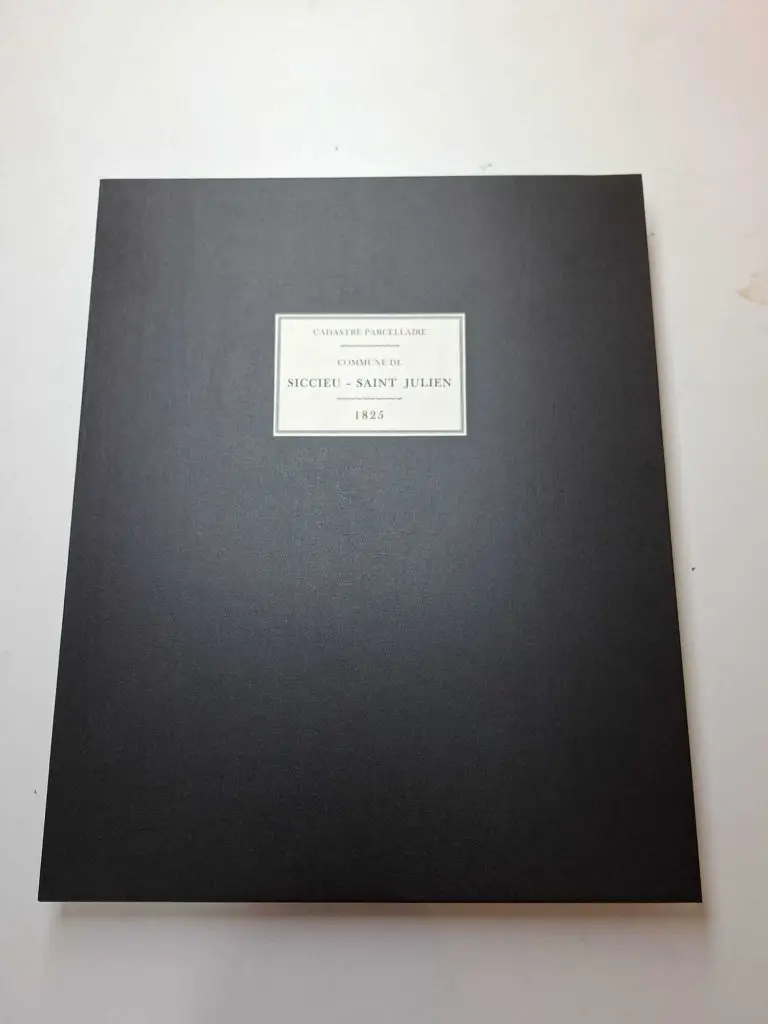 CADASTRE PARCELLAIRE
COMMUNE DE
SICCIEU - SAINT JULIEN
1825